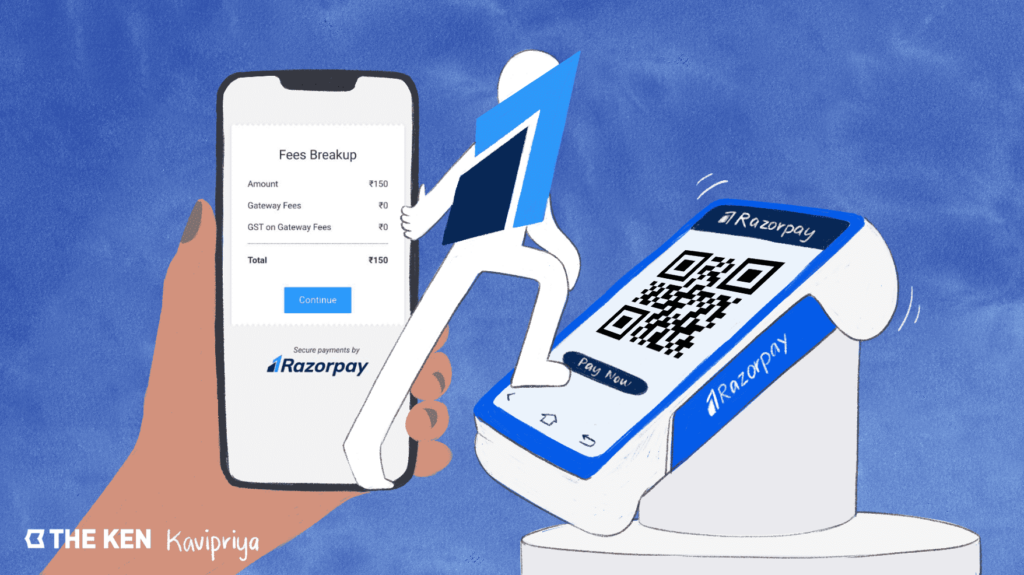 Fees Breakup
Amount ₹150
Gateway Fees ₹0
GST on Gateway Fees ₹0
Total ₹150
Continue
Secure payments by
Razorpay
Razorpay
Pay Now
Razorpay
THE KEN Kavipriya